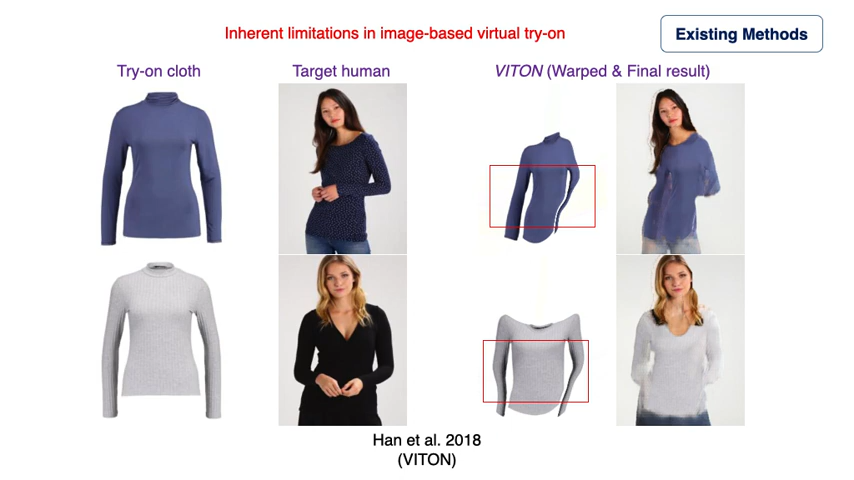 Inherent limitations in image-based virtual try-on
Existing Methods
Try-on cloth
Target human
VITON (Warped & Final result)
Han et al. 2018
(VITON)